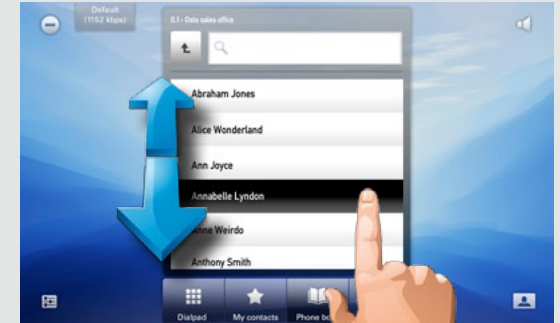 Default
(1152 kbps)
0.1 - Oslo sales office
Abraham Jones
Alice Wonderland
Ann Joyce
Annabelle Lyndon
Anne Weirdo
Anthony Smith
Dialpad
My contacts
Phone bo